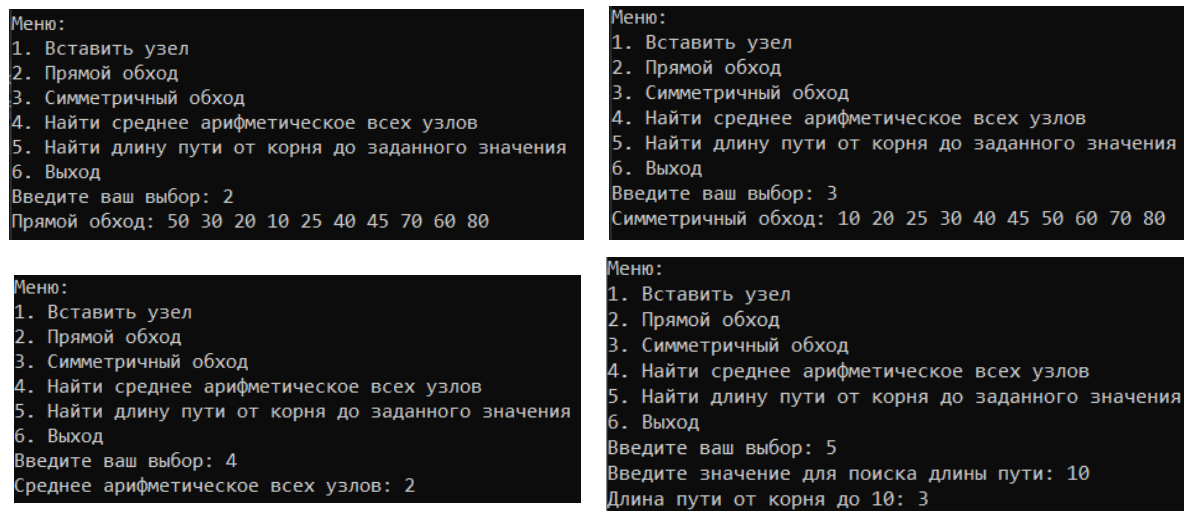 Меню:
1. Вставить узел
2. Прямой обход
3. Симметричный обход
4. Найти среднее арифметическое всех узлов
5. Найти длину пути от корня до заданного значения
6. Выход
Введите ваш выбор: 2
Прямой обход: 50 30 20 10 25 40 45 70 60 80
Меню:
1. Вставить узел
2. Прямой обход
3. Симметричный обход
4. Найти среднее арифметическое всех узлов
5. Найти длину пути от корня до заданного значения
6. Выход
Введите ваш выбор: 3
Симметричный обход: 10 20 25 30 40 45 50 60 70 80
Меню:
1. Вставить узел
2. Прямой обход
3. Симметричный обход
4. Найти среднее арифметическое всех узлов
5. Найти длину пути от корня до заданного значения
6. Выход
Введите ваш выбор: 4
Среднее арифметическое всех узлов: 2
Меню:
1. Вставить узел
2. Прямой обход
3. Симметричный обход
4. Найти среднее арифметическое всех узлов
5. Найти длину пути от корня до заданного значения
6. Выход
Введите ваш выбор: 5
Введите значение для поиска длины пути: 10
Длина пути от корня до 10: 3